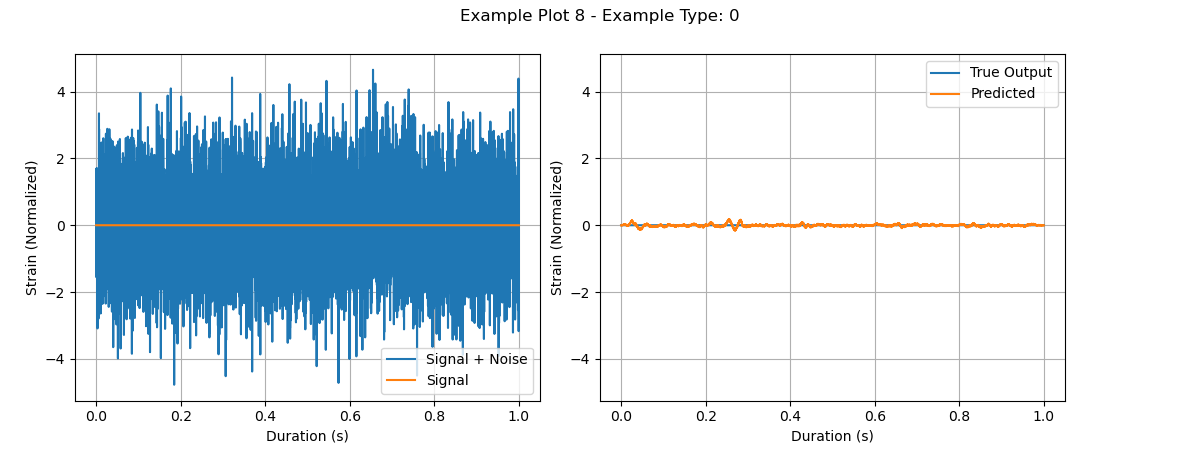 Example Plot 8 - Example Type: 0
Strain (Normalized)
4
2
0
−2
−4
Signal + Noise
Signal
0.0 0.2 0.4 0.6 0.8 1.0
Duration (s)
Strain (Normalized)
4
2
0
−2
−4
True Output
Predicted
0.0 0.2 0.4 0.6 0.8 1.0
Duration (s)